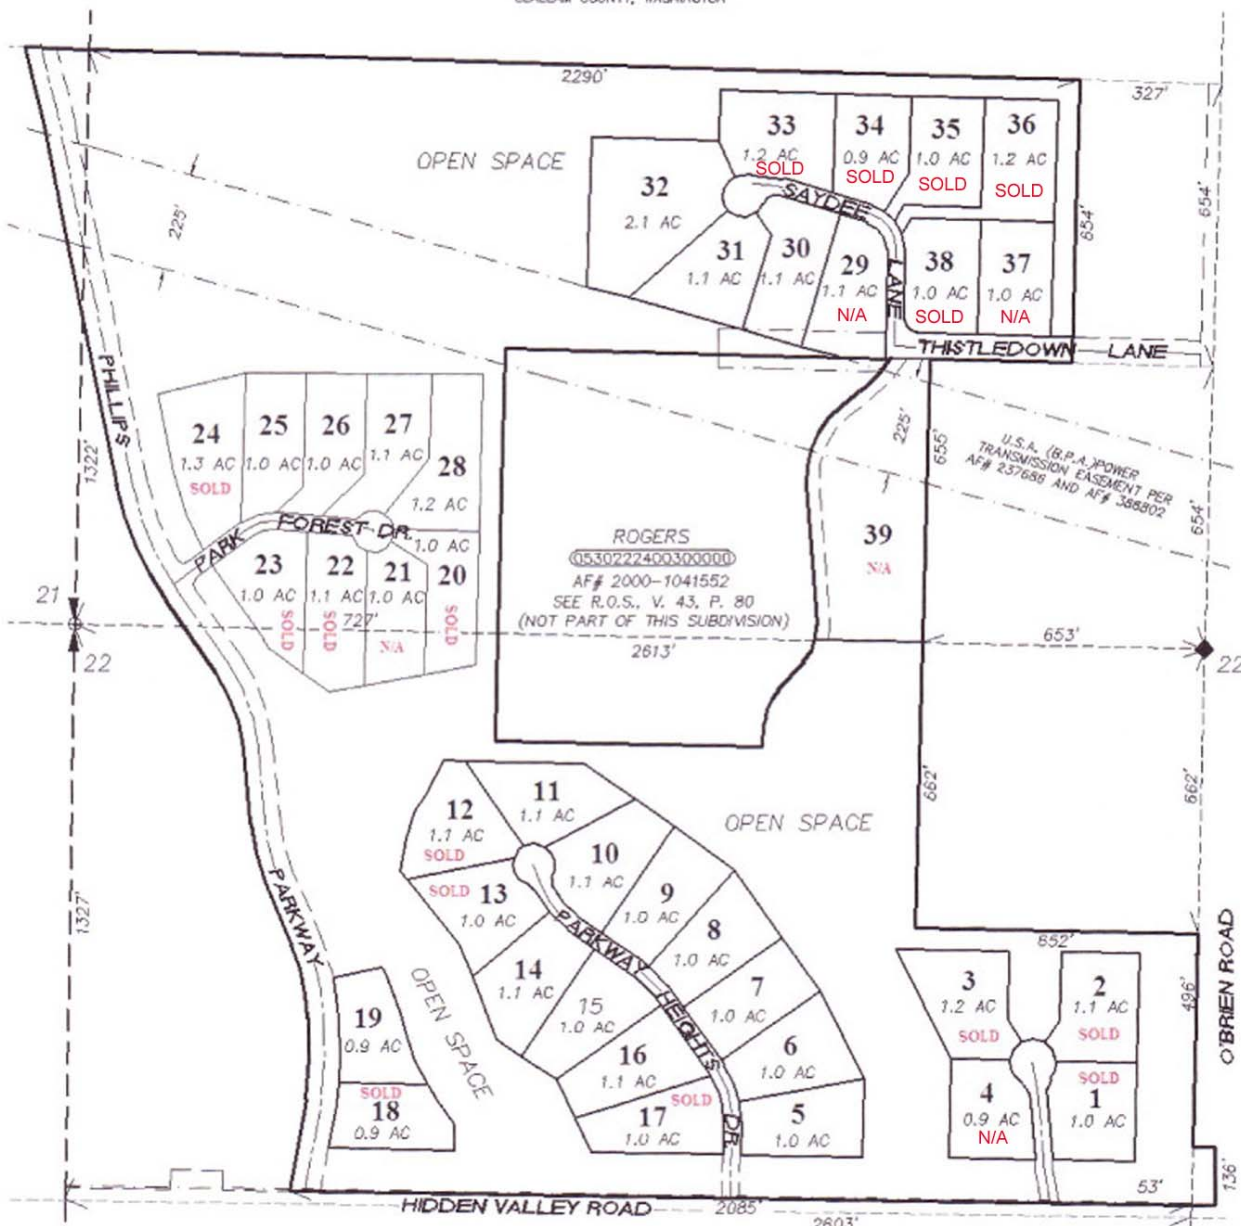 2290'
327'
OPEN SPACE
225'
33
1.2 AC
SOLD
34
0.9 AC
SOLD
35
1.0 AC
SOLD
36
1.2 AC
SOLD
32
2.1 AC
SAYDEE
LANE
31
1.1 AC
30
1.1 AC
29
1.1 AC
N/A
38
1.0 AC
SOLD
37
1.0 AC
N/A
654'
654'
THISTLEDOWN LANE
PHILLIPS
1322'
24
1.3 AC
SOLD
25
1.0 AC
26
1.0 AC
27
1.1 AC
28
1.2 AC
PARK FOREST DR.
23
1.0 AC
SOLD
22
1.1 AC
SOLD
727'
21
1.0 AC
N/A
1.0 AC
20
SOLD
ROGERS
0530222400300000
AF# 2000-1041552
SEE R.O.S., V. 43, P. 80
(NOT PART OF THIS SUBDIVISION)
2613'
225'
655'
U.S.A. (B.P.A.)POWER
TRANSMISSION EASEMENT PER
AF# 237686 AND AF# 388802
654'
39
N/A
21
22
653'
22
662'
662'
OPEN SPACE
12
1.1 AC
SOLD
11
1.1 AC
10
1.1 AC
9
1.0 AC
8
1.0 AC
7
1.0 AC
6
1.0 AC
5
1.0 AC
SOLD
13
1.0 AC
14
1.1 AC
15
1.0 AC
16
1.1 AC
SOLD
17
1.0 AC
PARKWAY HEIGHTS DR.
PARKWAY
1327'
OPEN SPACE
19
0.9 AC
SOLD
18
0.9 AC
652'
3
1.2 AC
SOLD
2
1.1 AC
SOLD
4
0.9 AC
N/A
SOLD
1
1.0 AC
496'
O'BRIEN ROAD
136'
53'
HIDDEN VALLEY ROAD
2085'
2603'